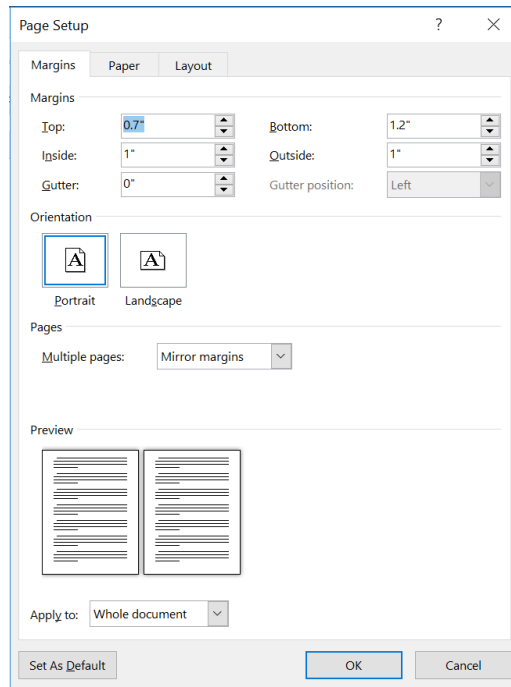 Page Setup ? ×
Margins Paper Layout
Margins
Top: 0.7" Bottom: 1.2"
Inside: 1" Outside: 1"
Gutter: 0" Gutter position: Left
Orientation
A A
Portrait Landscape
Pages
Multiple pages: Mirror margins
Preview
Apply to: Whole document
Set As Default OK Cancel